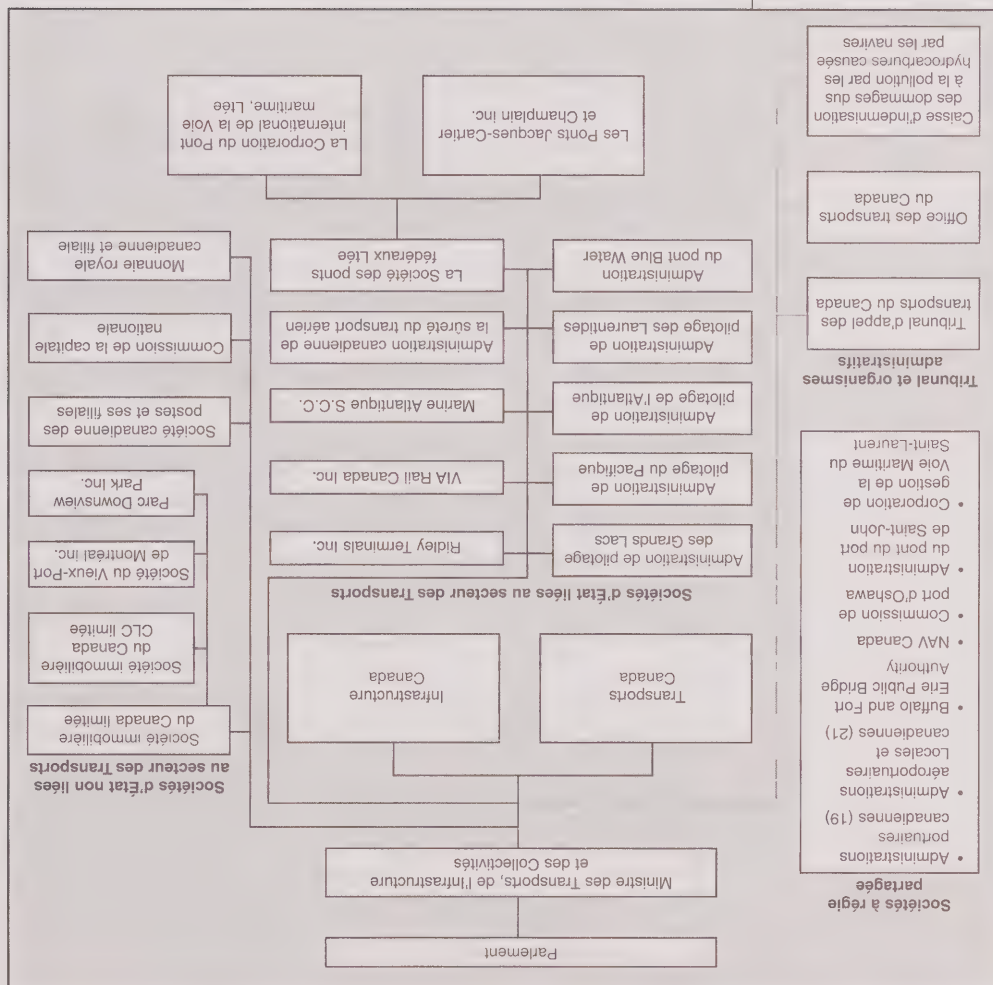 Parlement
Ministre des Transports, de l'Infrastructure
et des Collectivités
Sociétés à régie
partagée
• Administrations
portuaires
canadiennes (19)
• Administrations
aéroportuaires
Locales et
canadiennes (21)
• Buffalo and Fort
Erie Public Bridge
Authority
• NAV Canada
• Commission de
port d'Oshawa
• Administration
du pont du port
de Saint-John
• Corporation de
gestion de la
Voie Maritime du
Saint-Laurent
Tribunal et organismes
administratifs
Tribunal d'appel des
transports du Canada
Office des transports
du Canada
Caisse d'indemnisation
des dommages dus
à la pollution par les
hydrocarbures causée
par les navires
Transports
Canada
Infrastructure
Canada
Sociétés d'État liées au secteur des Transports
Administration de pilotage
des Grands Lacs
Administration de
pilotage du Pacifique
Administration de
pilotage de l'Atlantique
Administration de
pilotage des Laurentides
Administration
du pont Blue Water
Ridley Terminals Inc.
VIA Rail Canada Inc.
Marine Atlantique S.C.C.
Administration canadienne de
la sûreté du transport aérien
La Société des ponts
fédéraux Ltée
Les Ponts Jacques-Cartier
et Champlain inc.
La Corporation du Pont
international de la Voie
maritime, Ltée
Sociétés d'État non liées
au secteur des Transports
Société immobilière
du Canada limitée
Société immobilière
du Canada
CLC limitée
Société du Vieux-Port
de Montréal inc.
Parc Downsview
Park Inc.
Société canadienne des
postes et ses filiales
Commission de la capitale
nationale
Monnaie royale
canadienne et filiale